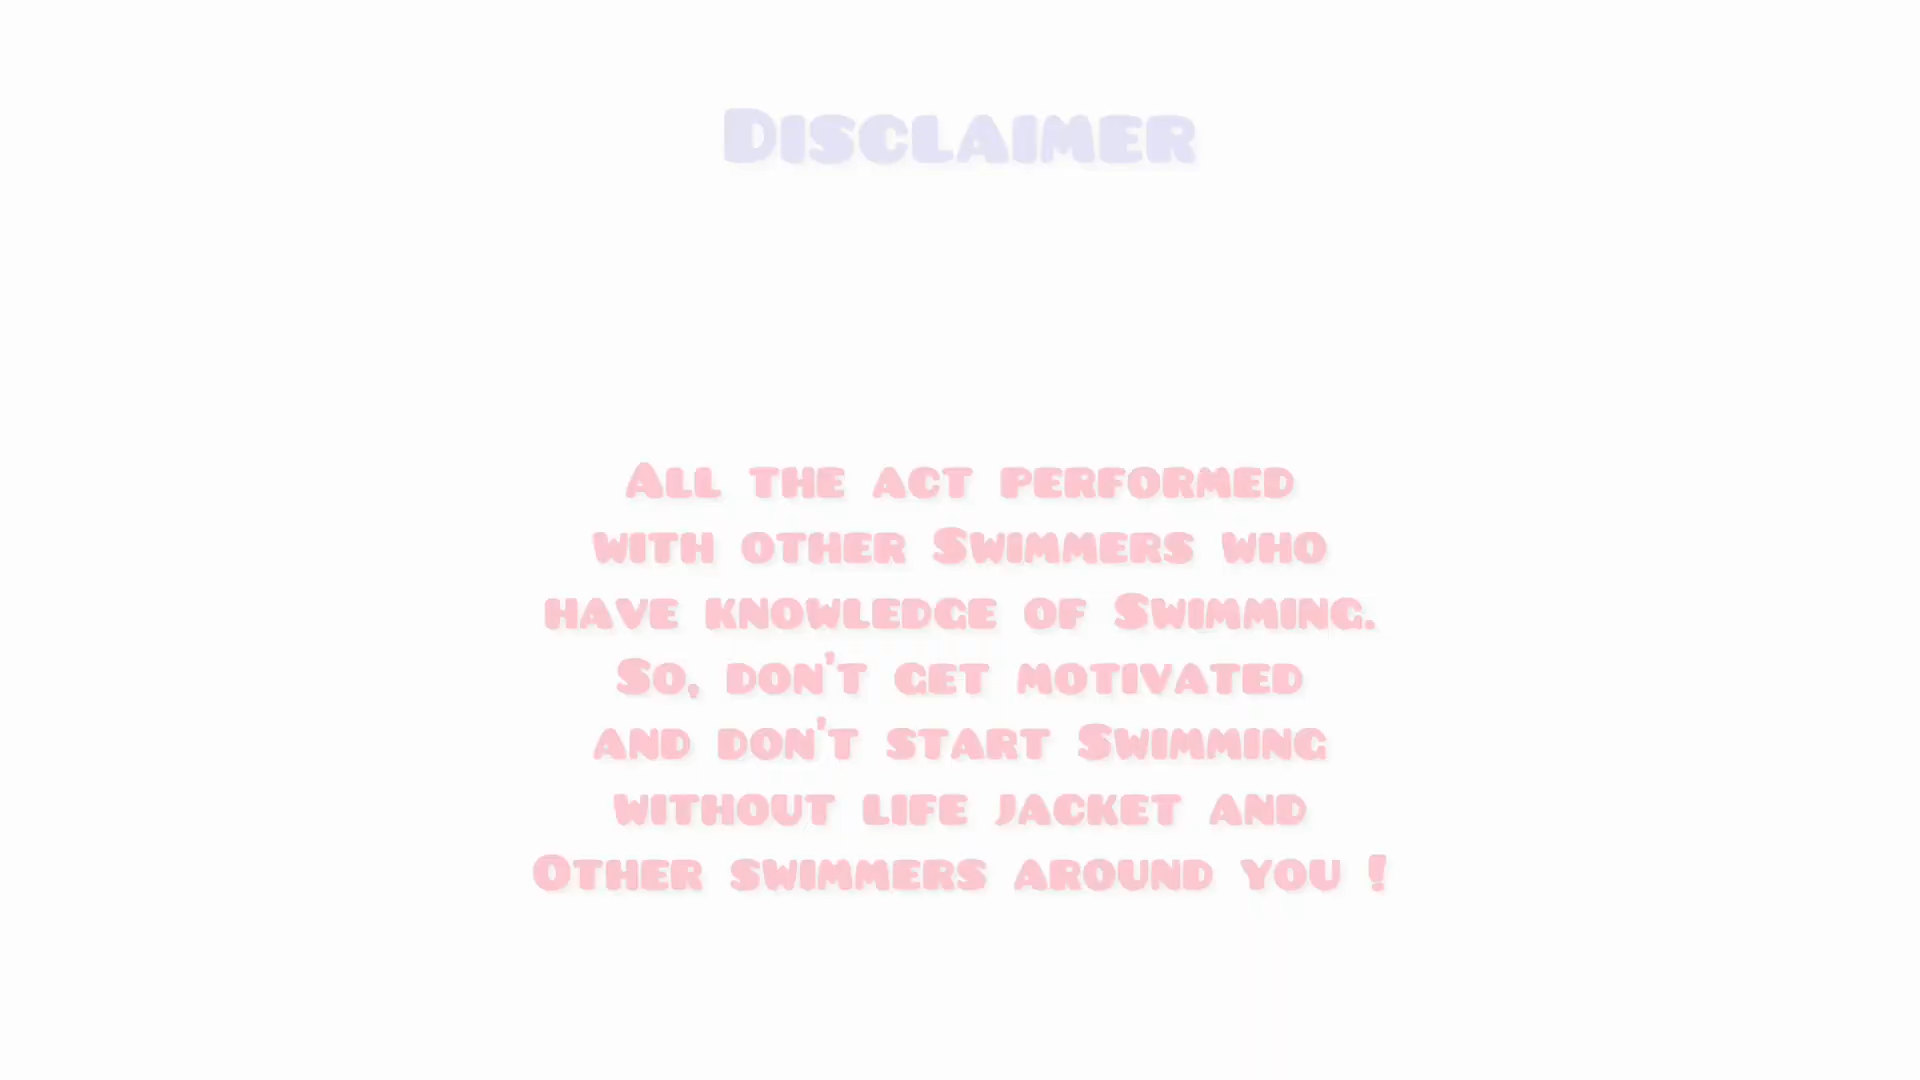 Disclaimer
All the act performed
with other Swimmers who
have knowledge of Swimming.
So, don't get motivated
and don't start Swimming
without life jacket and
Other swimmers around you !